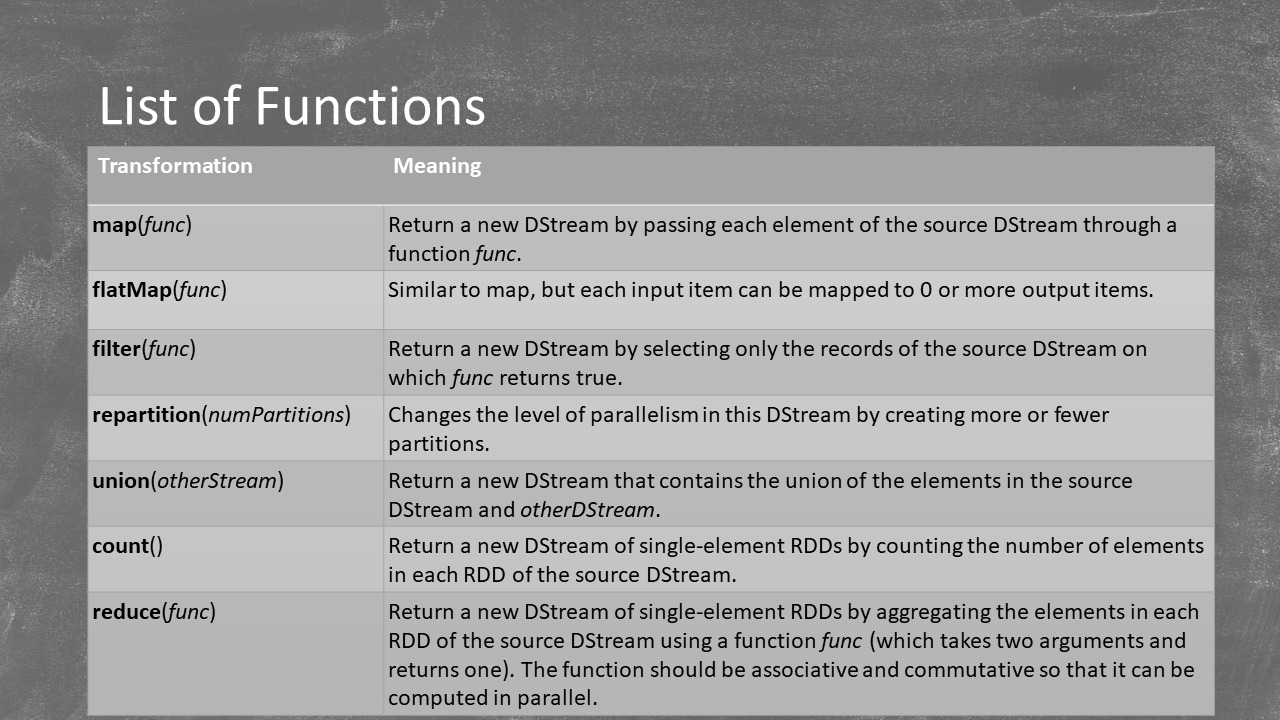 List of Functions
Transformation Meaning
map(func) Return a new DStream by passing each element of the source DStream through a
function func.
flatMap(func) Similar to map, but each input item can be mapped to 0 or more output items.
filter(func) Return a new DStream by selecting only the records of the source DStream on
which func returns true.
repartition(numPartitions) Changes the level of parallelism in this DStream by creating more or fewer
partitions.
union(otherStream) Return a new DStream that contains the union of the elements in the source
DStream and otherDStream.
count() Return a new DStream of single-element RDDs by counting the number of elements
in each RDD of the source DStream.
reduce(func) Return a new DStream of single-element RDDs by aggregating the elements in each
RDD of the source DStream using a function func (which takes two arguments and
returns one). The function should be associative and commutative so that it can be
computed in parallel.